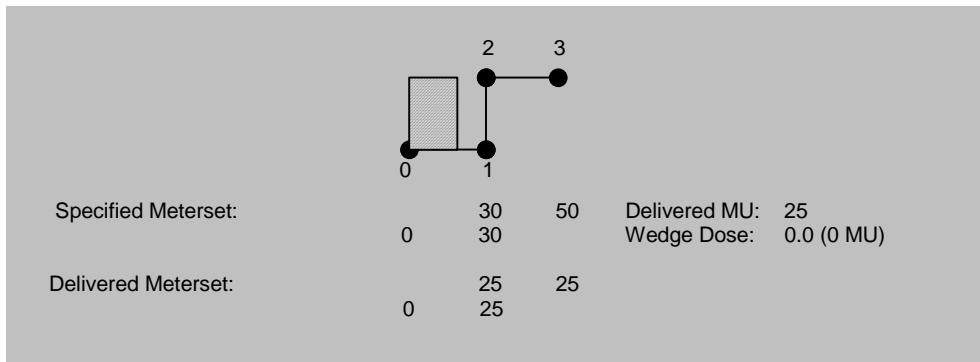 2 3
0 1
Specified Meterset: 30 50 Delivered MU: 25
0 30 Wedge Dose: 0.0 (0 MU)
Delivered Meterset: 25 25
0 25